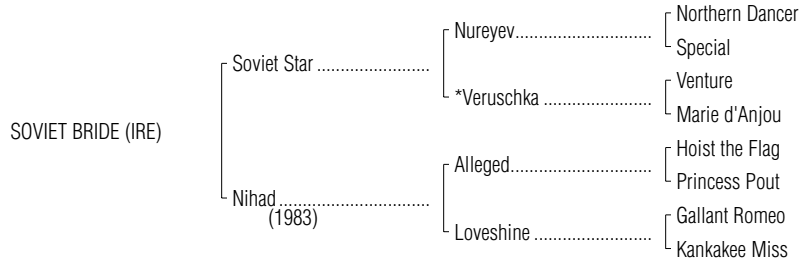 Northern Dancer
Nureyev
Special
Soviet Star
Venture
*Veruschka
Marie d'Anjou
SOVIET BRIDE (IRE)
Hoist the Flag
Alleged
Princess Pout
Nihad
(1983)
Gallant Romeo
Loveshine
Kankakee Miss